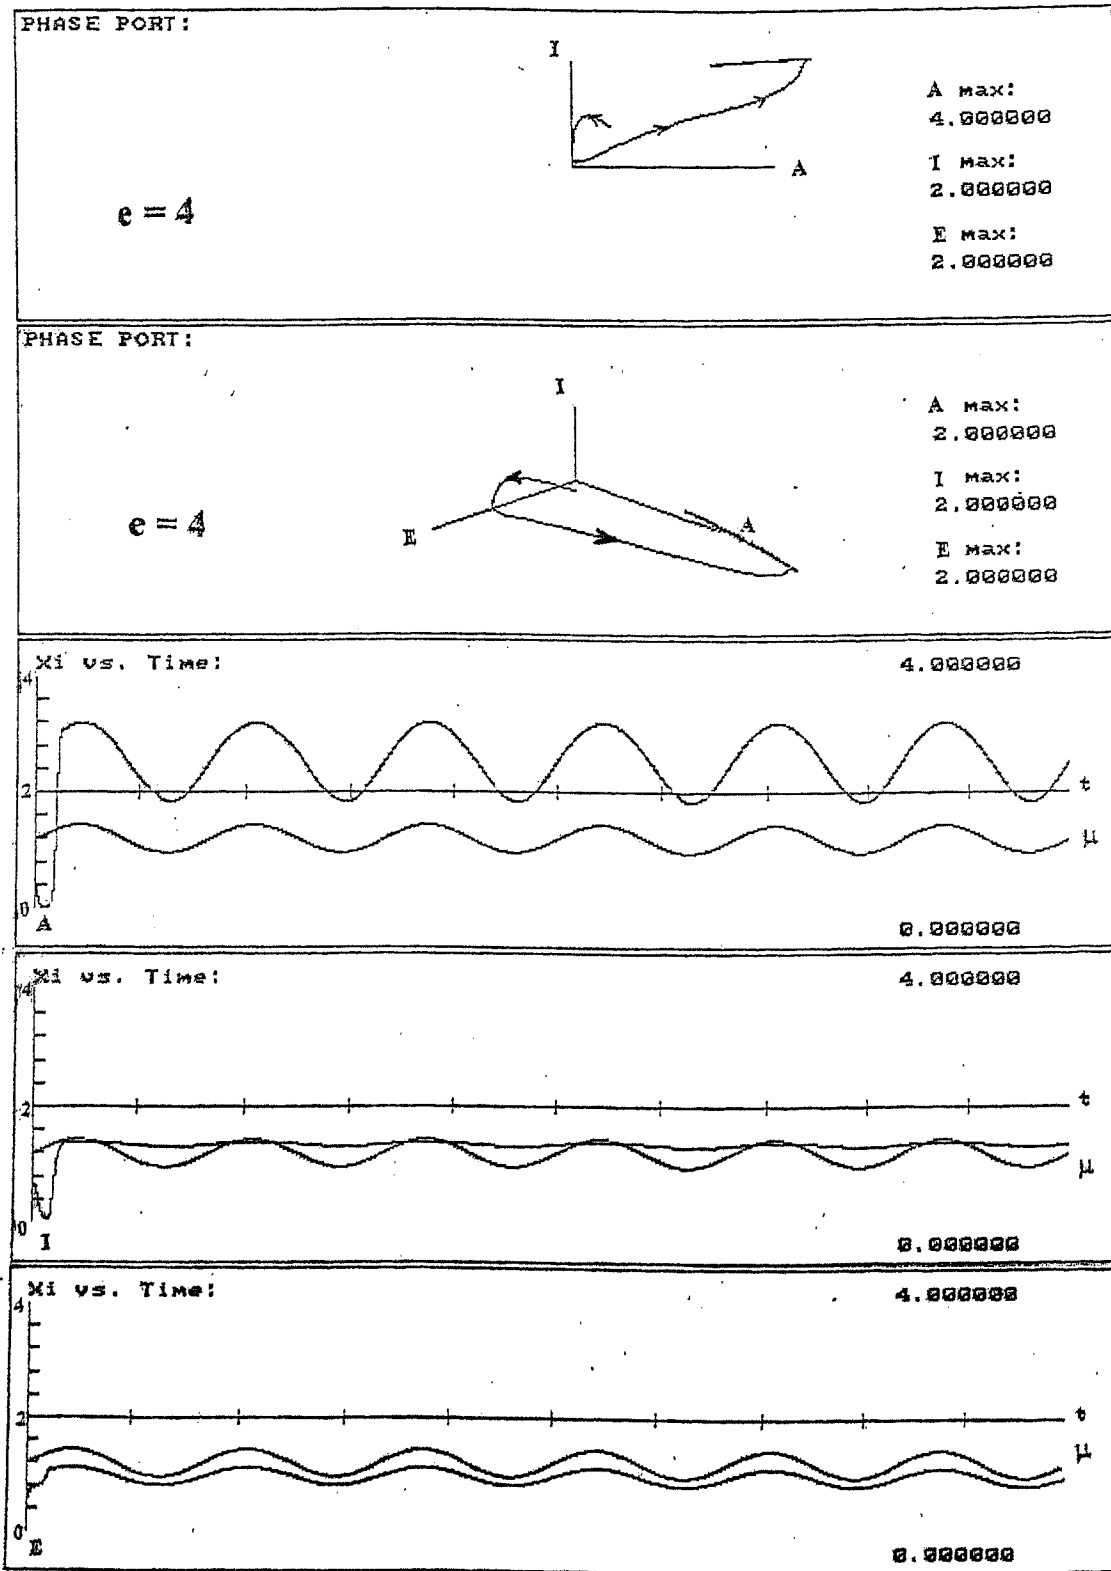 PHASE PORT:
I
A
A max:
4.000000
I max:
2.000000
E max:
2.000000
e = 4
PHASE PORT:
I
E
A
A max:
2.000000
I max:
2.000000
E max:
2.000000
e = 4
Xi vs. Time:
4.000000
4
2
t
μ
0
A
0.000000
Xi vs. Time:
4.000000
4
2
t
μ
0
I
0.000000
Xi vs. Time:
4.000000
4
2
t
μ
0
E
0.000000